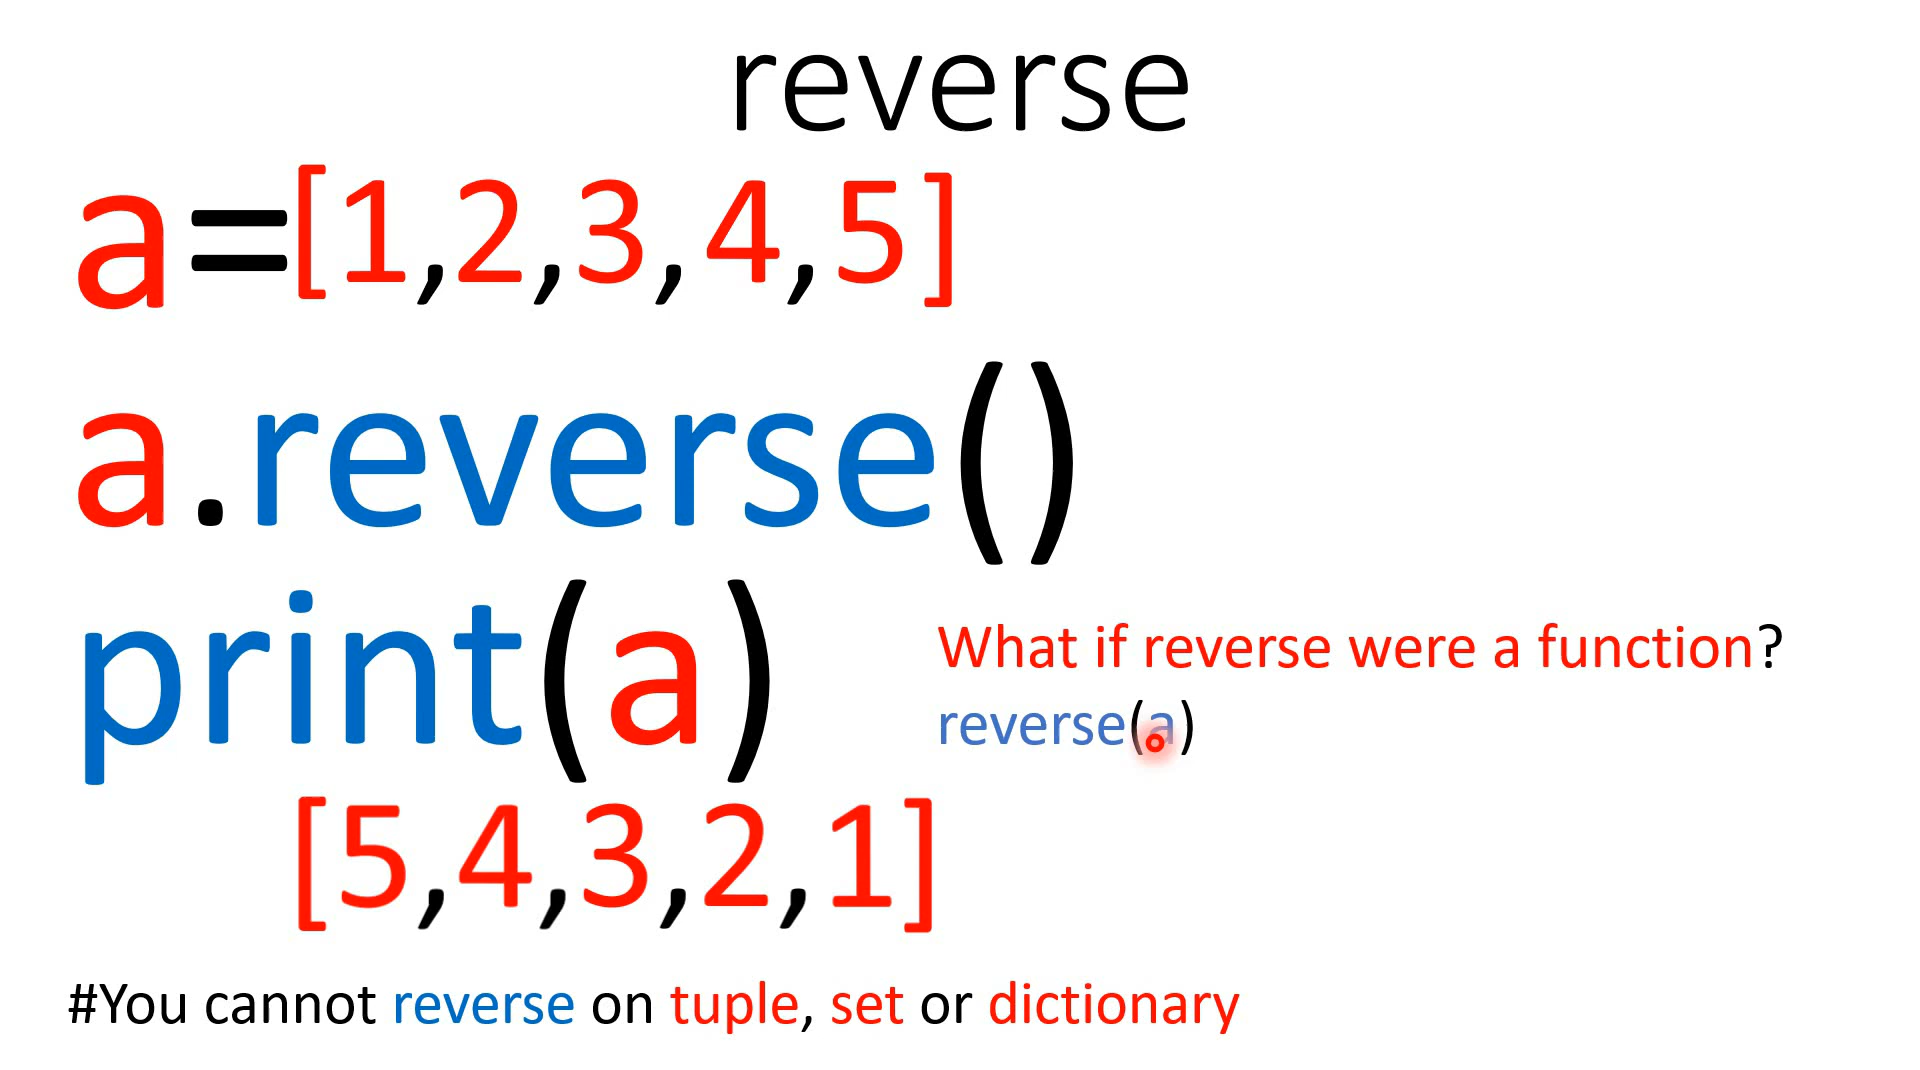 reverse
a=[1,2,3,4,5]
a.reverse()
print(a)
What if reverse were a function?
reverse(a)
[5,4,3,2,1]
#You cannot reverse on tuple, set or dictionary